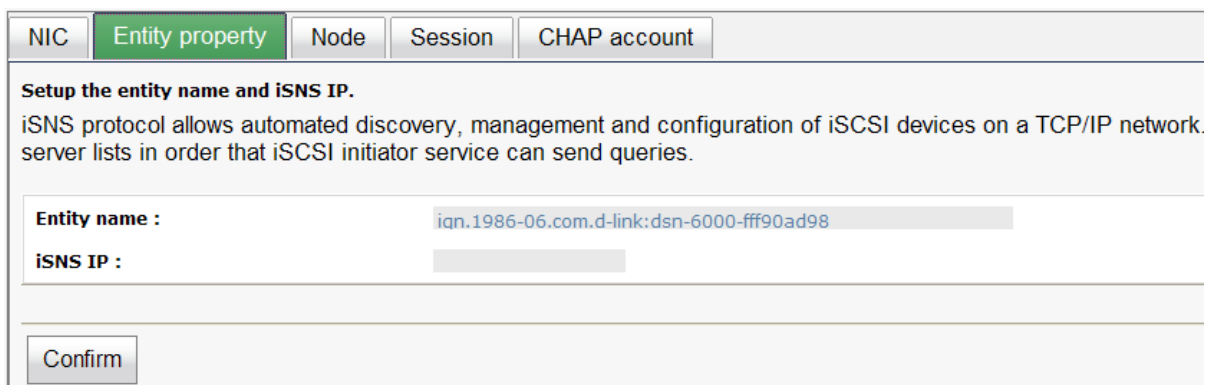 NIC Entity property Node Session CHAP account
Setup the entity name and iSNS IP.
iSNS protocol allows automated discovery, management and configuration of iSCSI devices on a TCP/IP network.
server lists in order that iSCSI initiator service can send queries.
Entity name : iqn.1986-06.com.d-link:dsn-6000-fff90ad98
iSNS IP :
Confirm